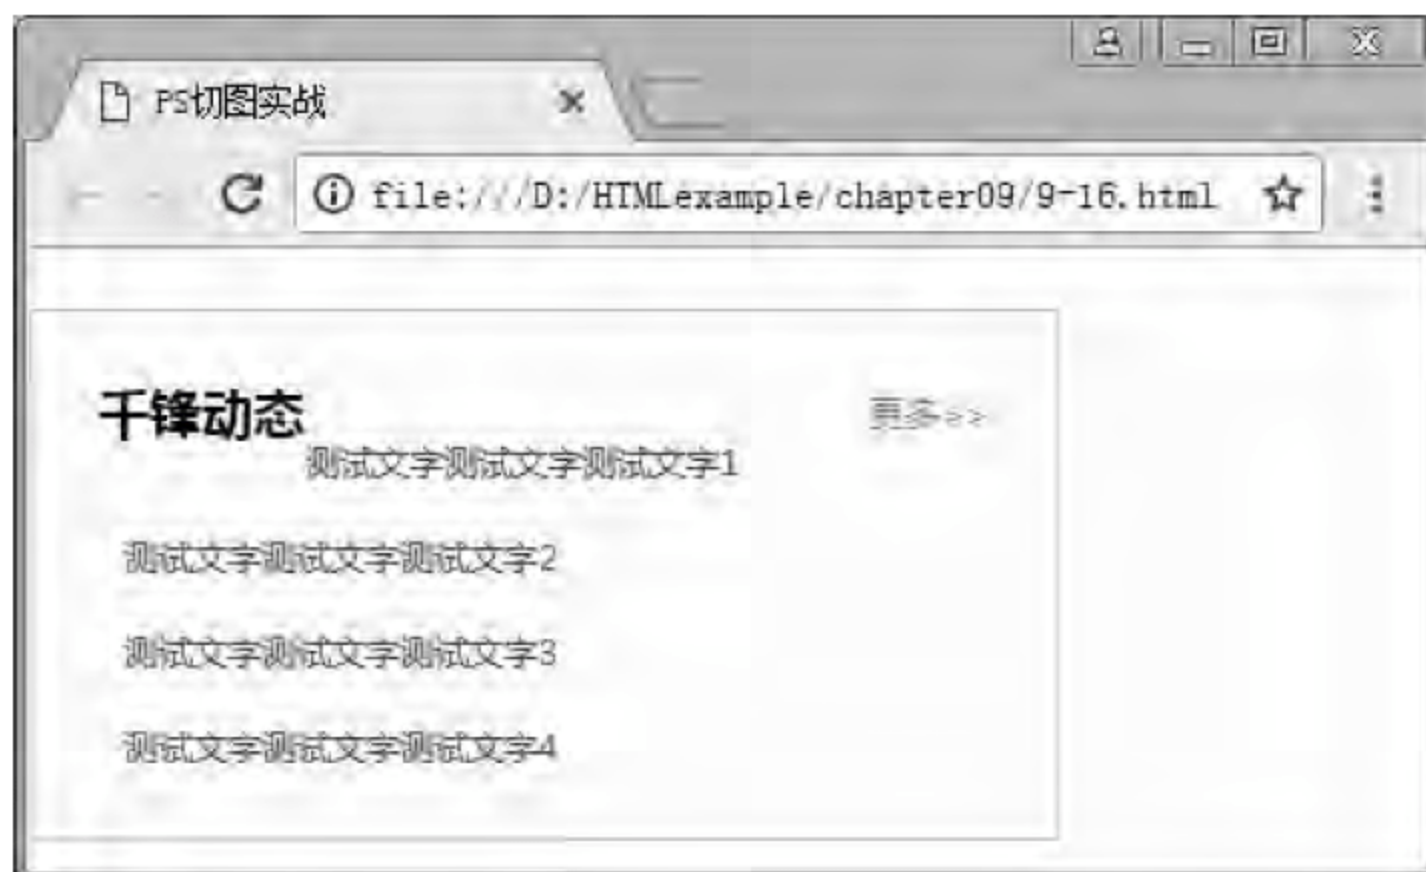 PS切图实战
file:///D:/HTMLexample/chapter09/9-16.html
千锋动态
更多>>
测试文字测试文字测试文字1
测试文字测试文字测试文字2
测试文字测试文字测试文字3
测试文字测试文字测试文字4